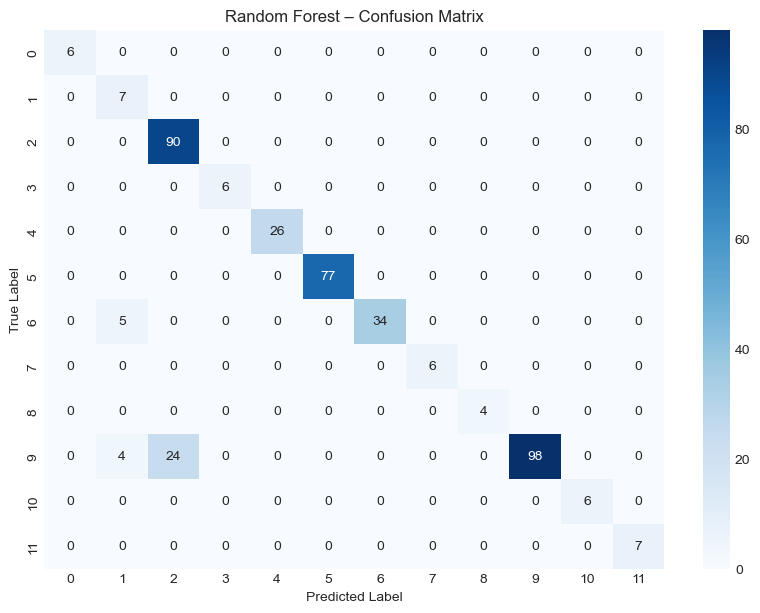 Random Forest – Confusion Matrix
True Label
0 6 0 0 0 0 0 0 0 0 0 0 0
1 0 7 0 0 0 0 0 0 0 0 0 0
2 0 0 90 0 0 0 0 0 0 0 0 0
3 0 0 0 6 0 0 0 0 0 0 0 0
4 0 0 0 0 26 0 0 0 0 0 0 0
5 0 0 0 0 0 77 0 0 0 0 0 0
6 0 5 0 0 0 0 34 0 0 0 0 0
7 0 0 0 0 0 0 0 6 0 0 0 0
8 0 0 0 0 0 0 0 0 4 0 0 0
9 0 4 24 0 0 0 0 0 0 98 0 0
10 0 0 0 0 0 0 0 0 0 0 6 0
11 0 0 0 0 0 0 0 0 0 0 0 7
0 1 2 3 4 5 6 7 8 9 10 11
Predicted Label
80
60
40
20
0